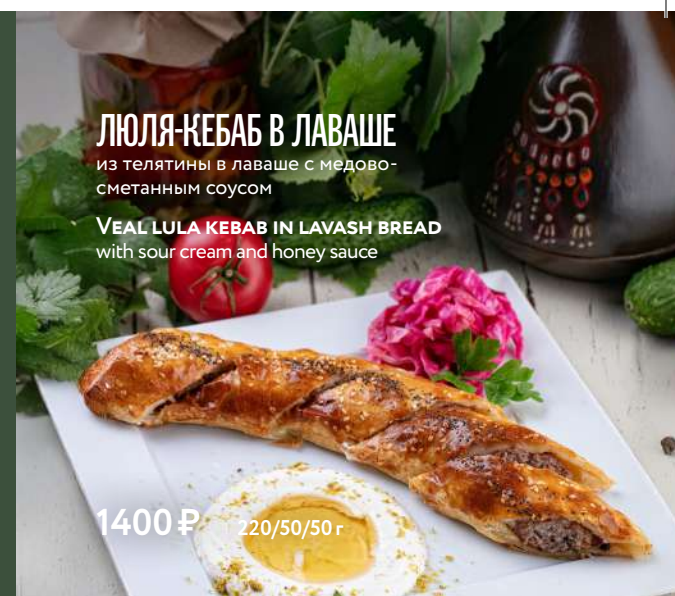 ЛЮЛЯ-КЕБАБ В ЛАВАШЕ
из телятины в лаваше с медово-
сметанным соусом
VEAL LULA KEBAB IN LAVASH BREAD
with sour cream and honey sauce
1400 ₽ 220/50/50 г